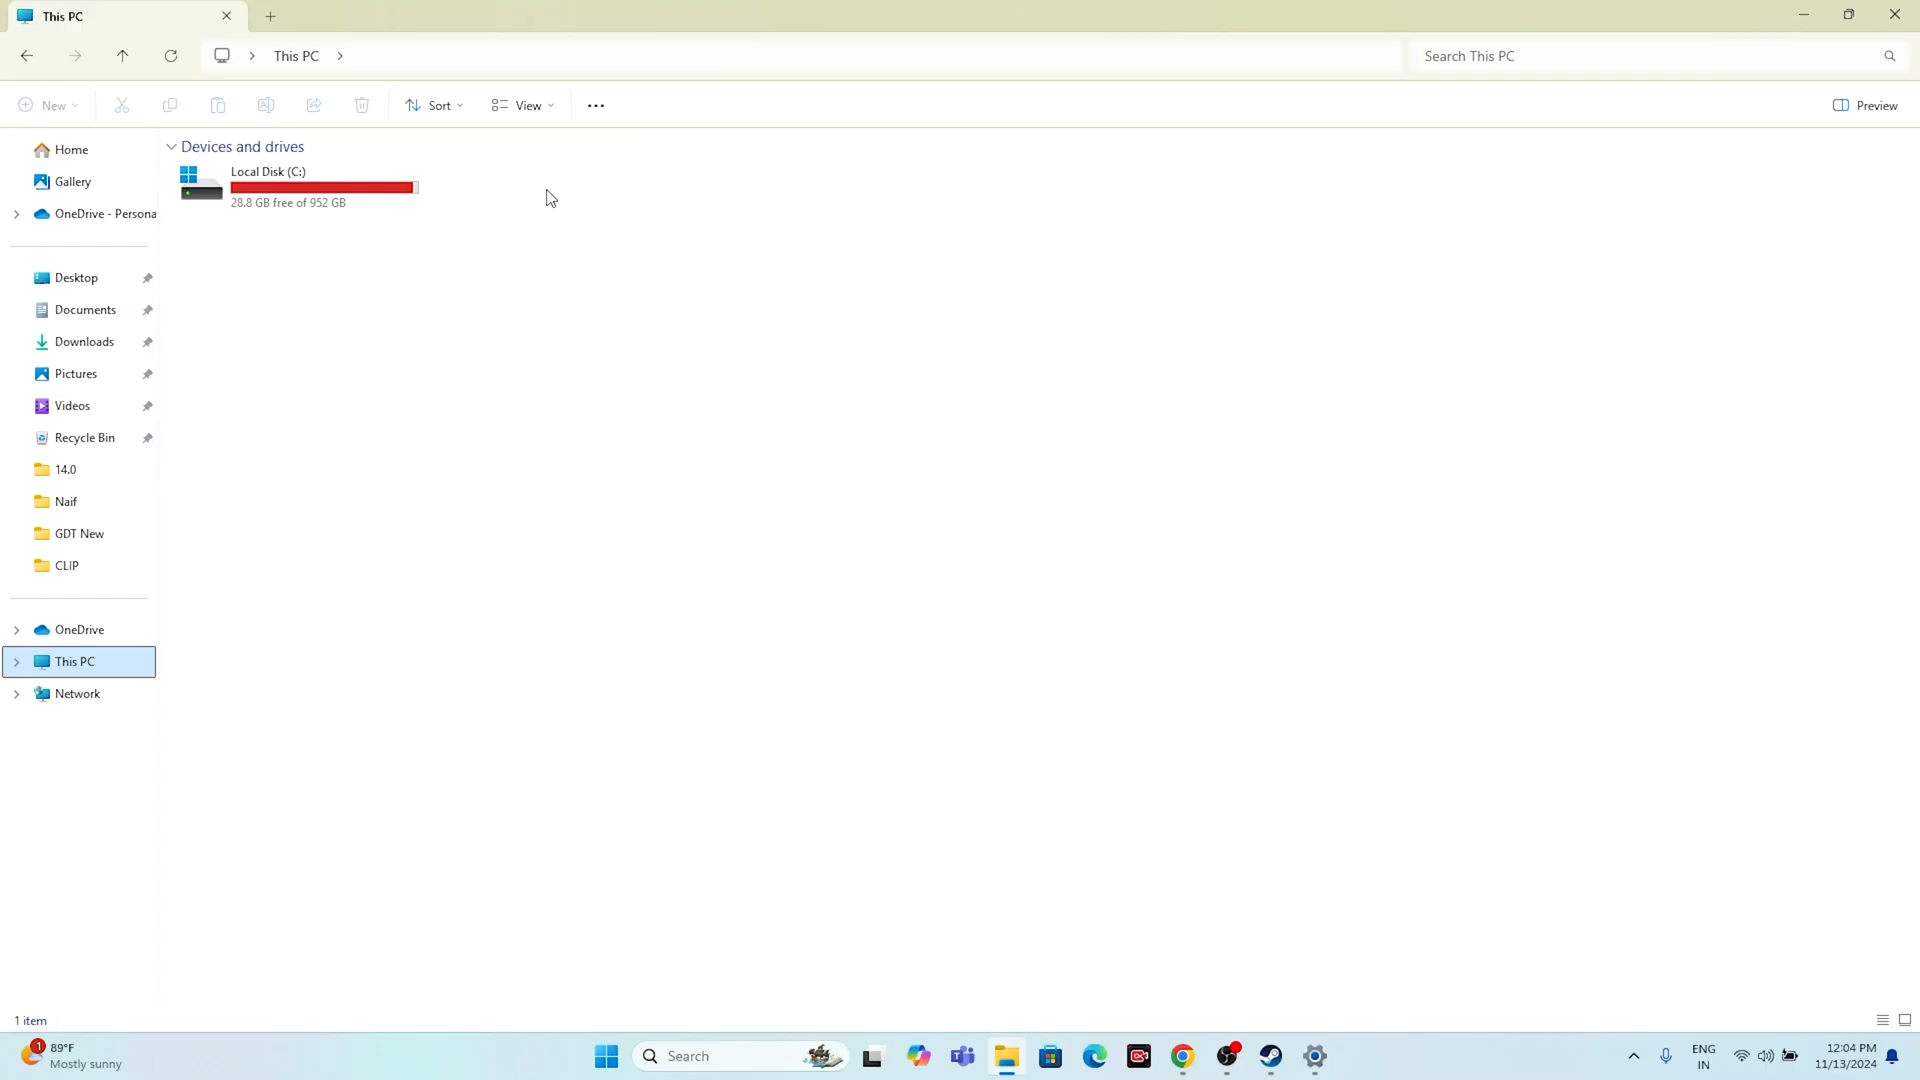 This PC
This PC
Search This PC
New
Sort
View
Preview
Home
Gallery
OneDrive - Persona
Desktop
Documents
Downloads
Pictures
Videos
Recycle Bin
14.0
Naif
GDT New
CLIP
OneDrive
This PC
Network
Devices and drives
Local Disk (C:)
28.8 GB free of 952 GB
1 item
1
89°F
Mostly sunny
Search
ENG
IN
12:04 PM
11/13/2024